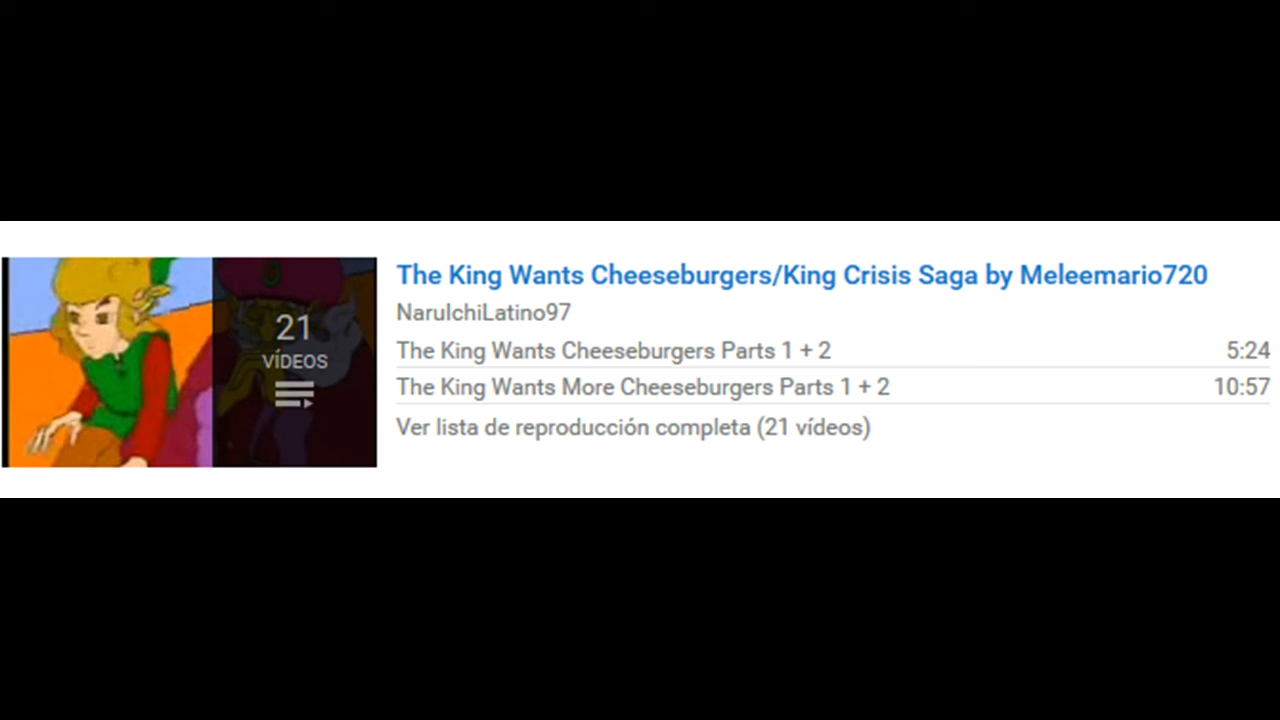 The King Wants Cheeseburgers/King Crisis Saga by Meleemario720
NaruIchiLatino97
The King Wants Cheeseburgers Parts 1 + 2 5:24
The King Wants More Cheeseburgers Parts 1 + 2 10:57
Ver lista de reproducción completa (21 vídeos)
21
VÍDEOS